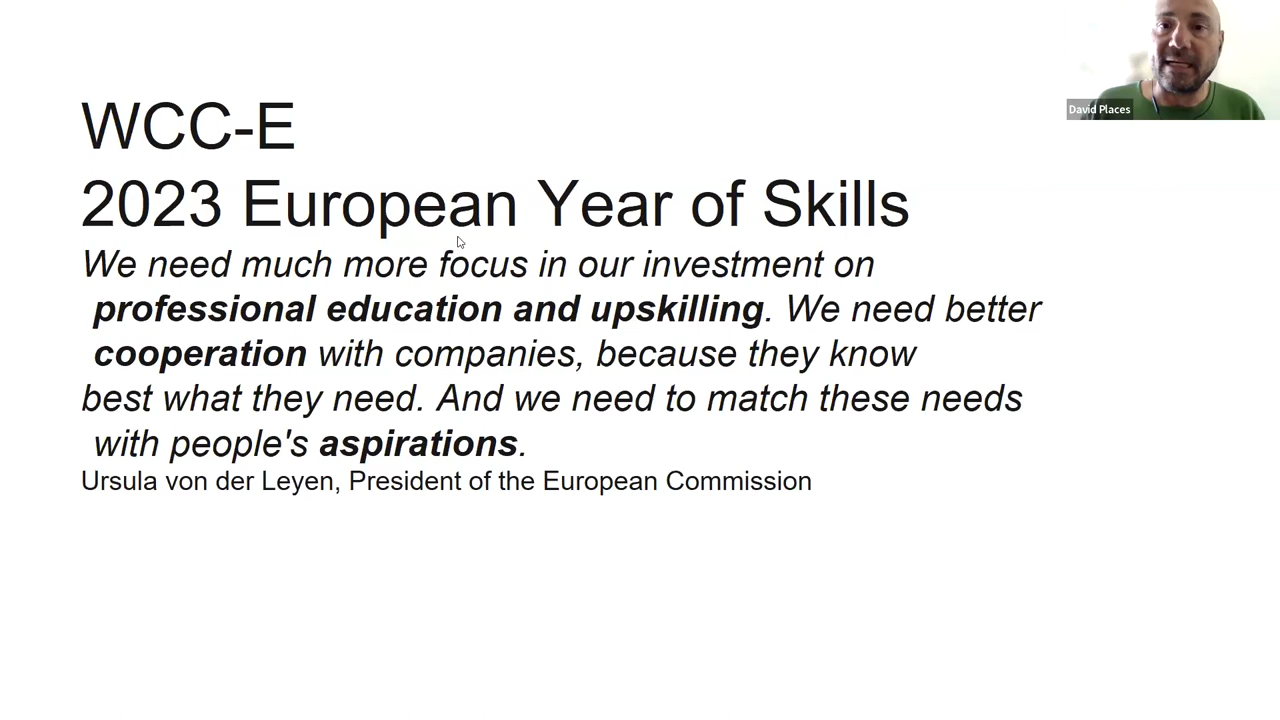 WCC-E
2023 European Year of Skills
We need much more focus in our investment on
professional education and upskilling. We need better
cooperation with companies, because they know
best what they need. And we need to match these needs
with people's aspirations.
Ursula von der Leyen, President of the European Commission
David Places